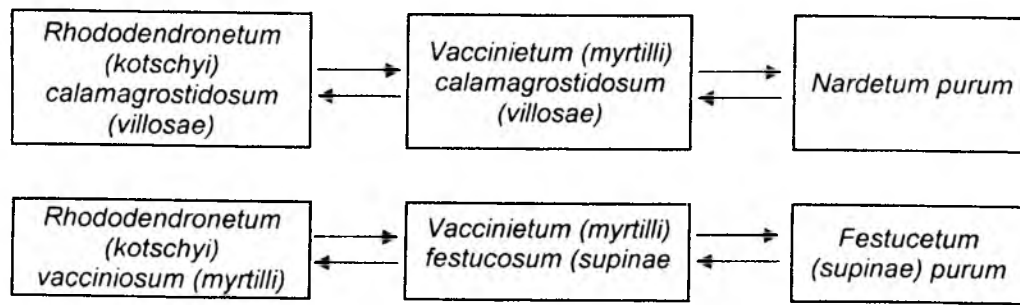 Rhododendronetum
(kotschyi)
calamagrostidosum
(villosae)
Vaccinietum (myrtilli)
calamagrostidosum
(villosae)
Nardetum purum
Rhododendronetum
(kotschyi)
vacciniosum (myrtilli)
Vaccinietum (myrtilli)
festucosum (supinae
Festucetum
(supinae) purum